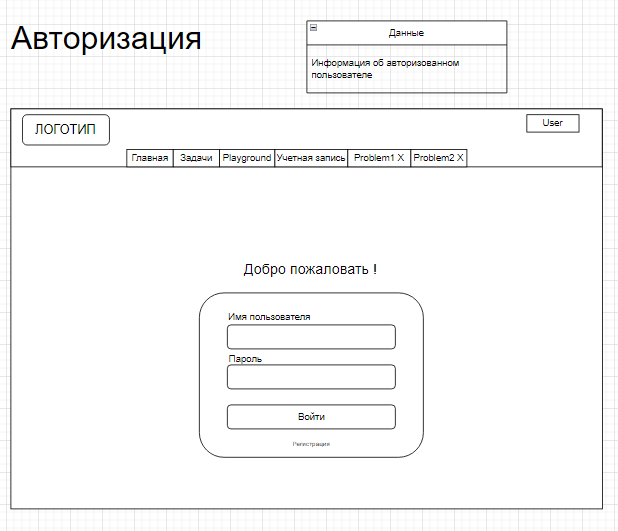 Авторизация
Данные
Информация об авторизованном
пользователе
ЛОГОТИП
User
Главная
Задачи
Playground
Учетная запись
Problem1 X
Problem2 X
Добро пожаловать !
Имя пользователя
Пароль
Войти
Регистрация